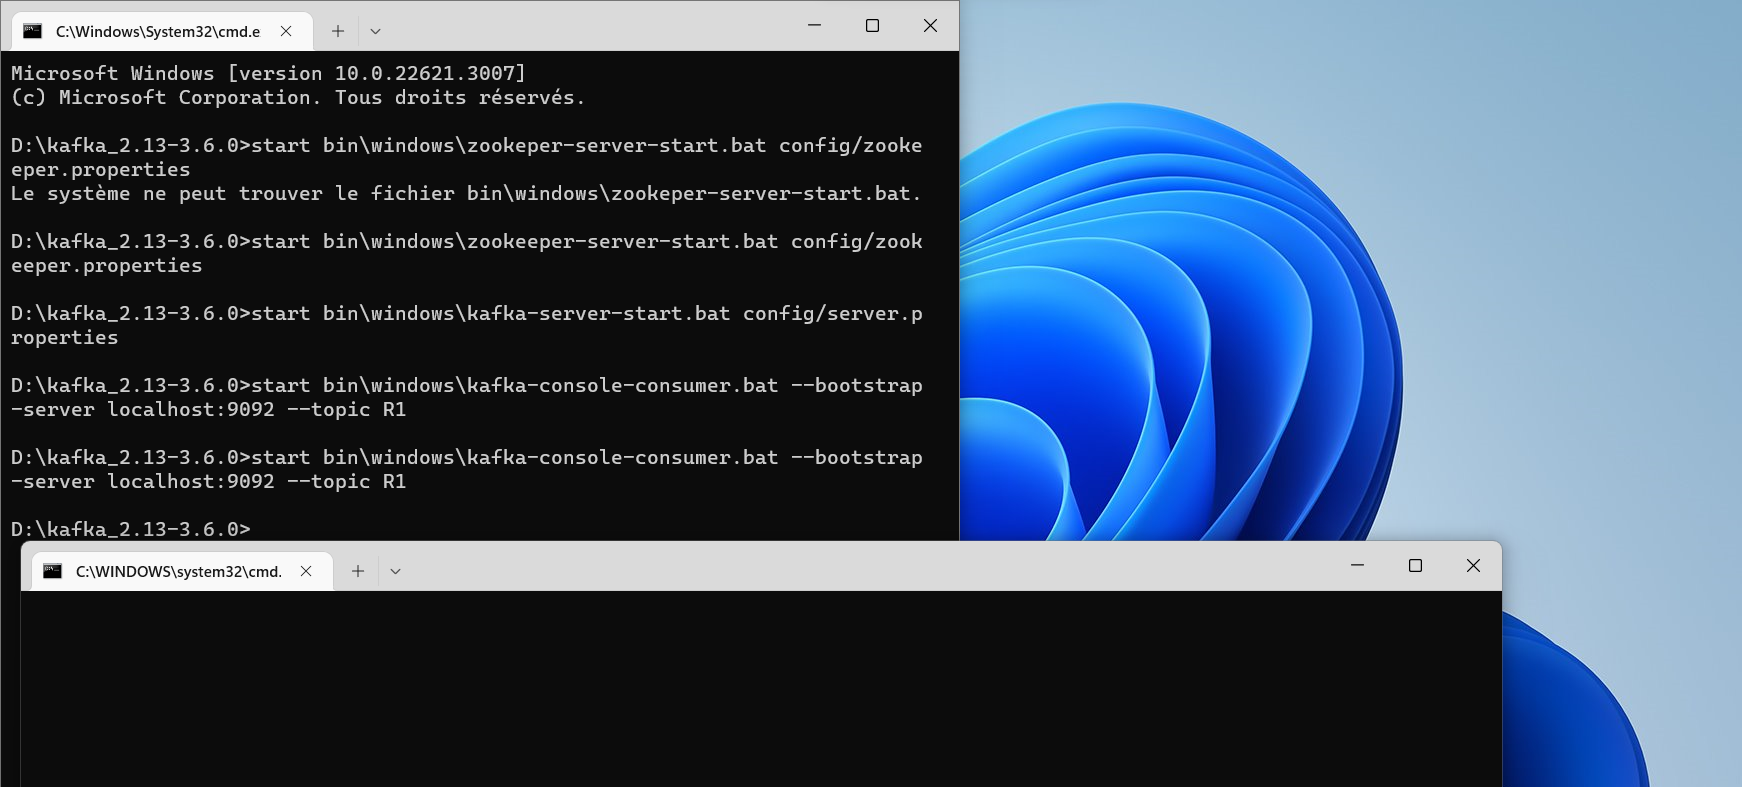 C:\Windows\System32\cmd.e
Microsoft Windows [version 10.0.22621.3007]
(c) Microsoft Corporation. Tous droits réservés.
D:\kafka_2.13-3.6.0>start bin\windows\zookeper-server-start.bat config/zooke
eper.properties
Le système ne peut trouver le fichier bin\windows\zookeper-server-start.bat.
D:\kafka_2.13-3.6.0>start bin\windows\zookeeper-server-start.bat config/zook
eeper.properties
D:\kafka_2.13-3.6.0>start bin\windows\kafka-server-start.bat config/server.p
roperties
D:\kafka_2.13-3.6.0>start bin\windows\kafka-console-consumer.bat --bootstrap
-server localhost:9092 --topic R1
D:\kafka_2.13-3.6.0>start bin\windows\kafka-console-consumer.bat --bootstrap
-server localhost:9092 --topic R1
D:\kafka_2.13-3.6.0>
C:\WINDOWS\system32\cmd.